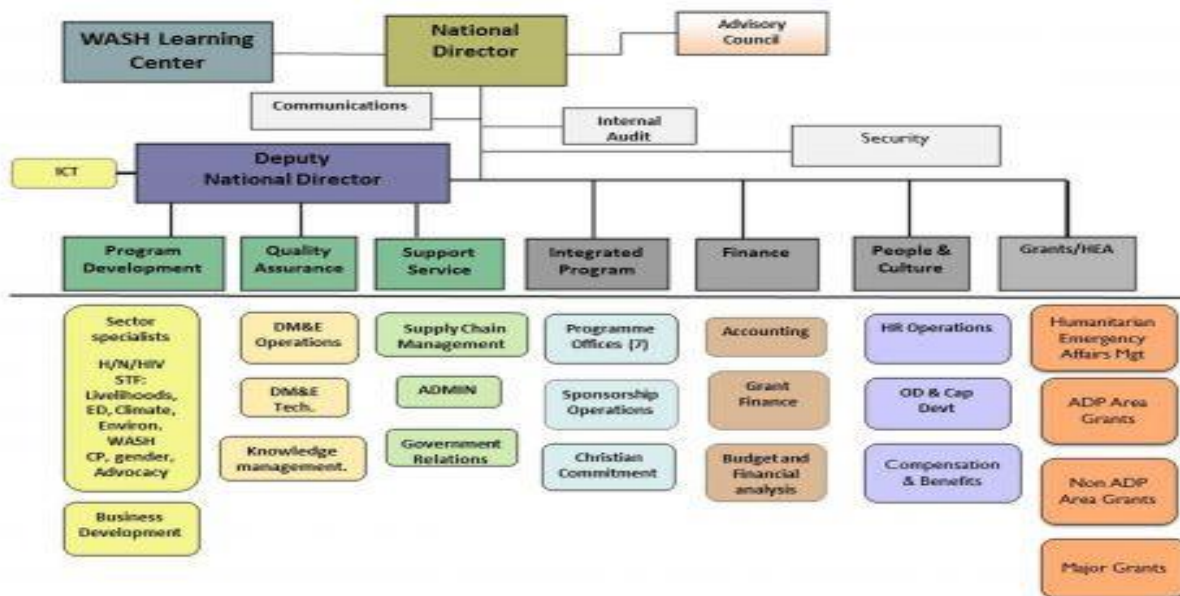 WASH Learning
Center
National
Director
Advisory
Council
Communications
Internal
Audit
Security
ICT
Deputy
National Director
Program
Development
Quality
Assurance
Support
Service
Integrated
Program
Finance
People &
Culture
Grants/HEA
Sector
specialists
H/N/HIV
STF:
Livelihoods,
ED, Climate,
Environ.
WASH
CP, gender,
Advocacy
Business
Development
DM&E
Operations
DM&E
Tech.
Knowledge
management.
Supply Chain
Management
ADMIN
Government
Relations
Programme
Offices (7)
Sponsorship
Operations
Christian
Commitment
Accounting
Grant
Finance
Budget and
Financial
analysis
HR Operations
OD & Cap
Devt
Compensation
& Benefits
Humanitarian
Emergency
Affairs Mgt
ADP Area
Grants
Non ADP
Area Grants
Major Grants